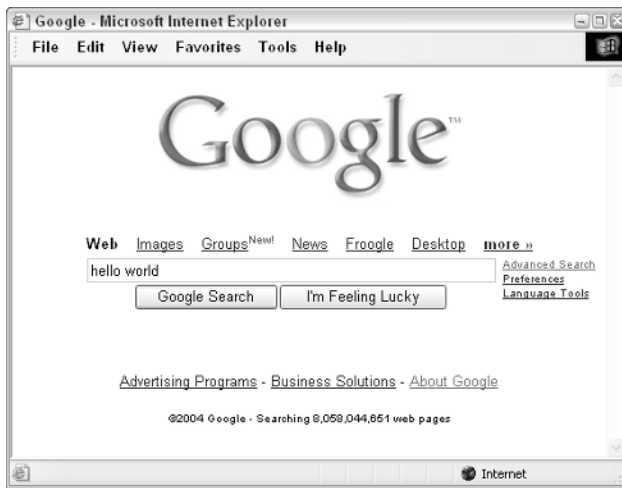 Google - Microsoft Internet Explorer
File Edit View Favorites Tools Help
Google™
Web Images Groups New! News Froogle Desktop more »
hello world
Advanced Search
Preferences
Language Tools
Google Search I'm Feeling Lucky
Advertising Programs - Business Solutions - About Google
©2004 Google - Searching 8,058,044,651 web pages
Internet